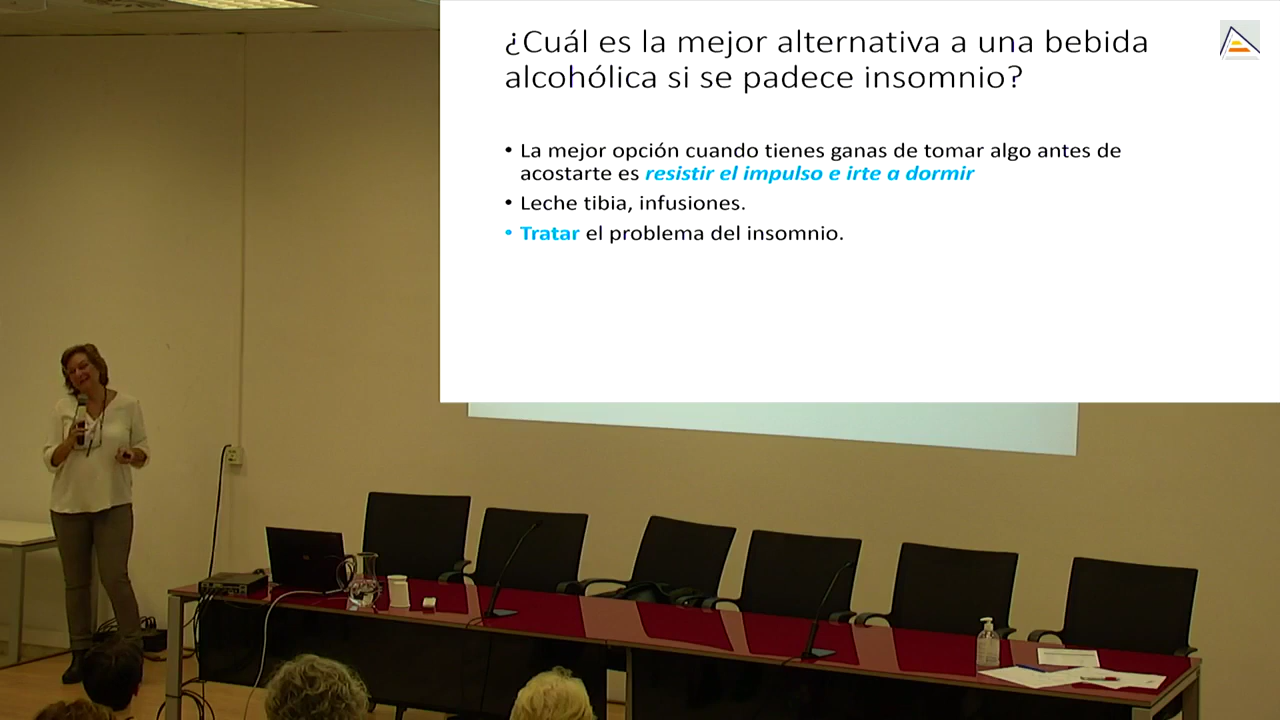 ¿Cuál es la mejor alternativa a una bebida
alcohólica si se padece insomnio?
• La mejor opción cuando tienes ganas de tomar algo antes de
acostarte es resistir el impulso e irte a dormir
• Leche tibia, infusiones.
• Tratar el problema del insomnio.